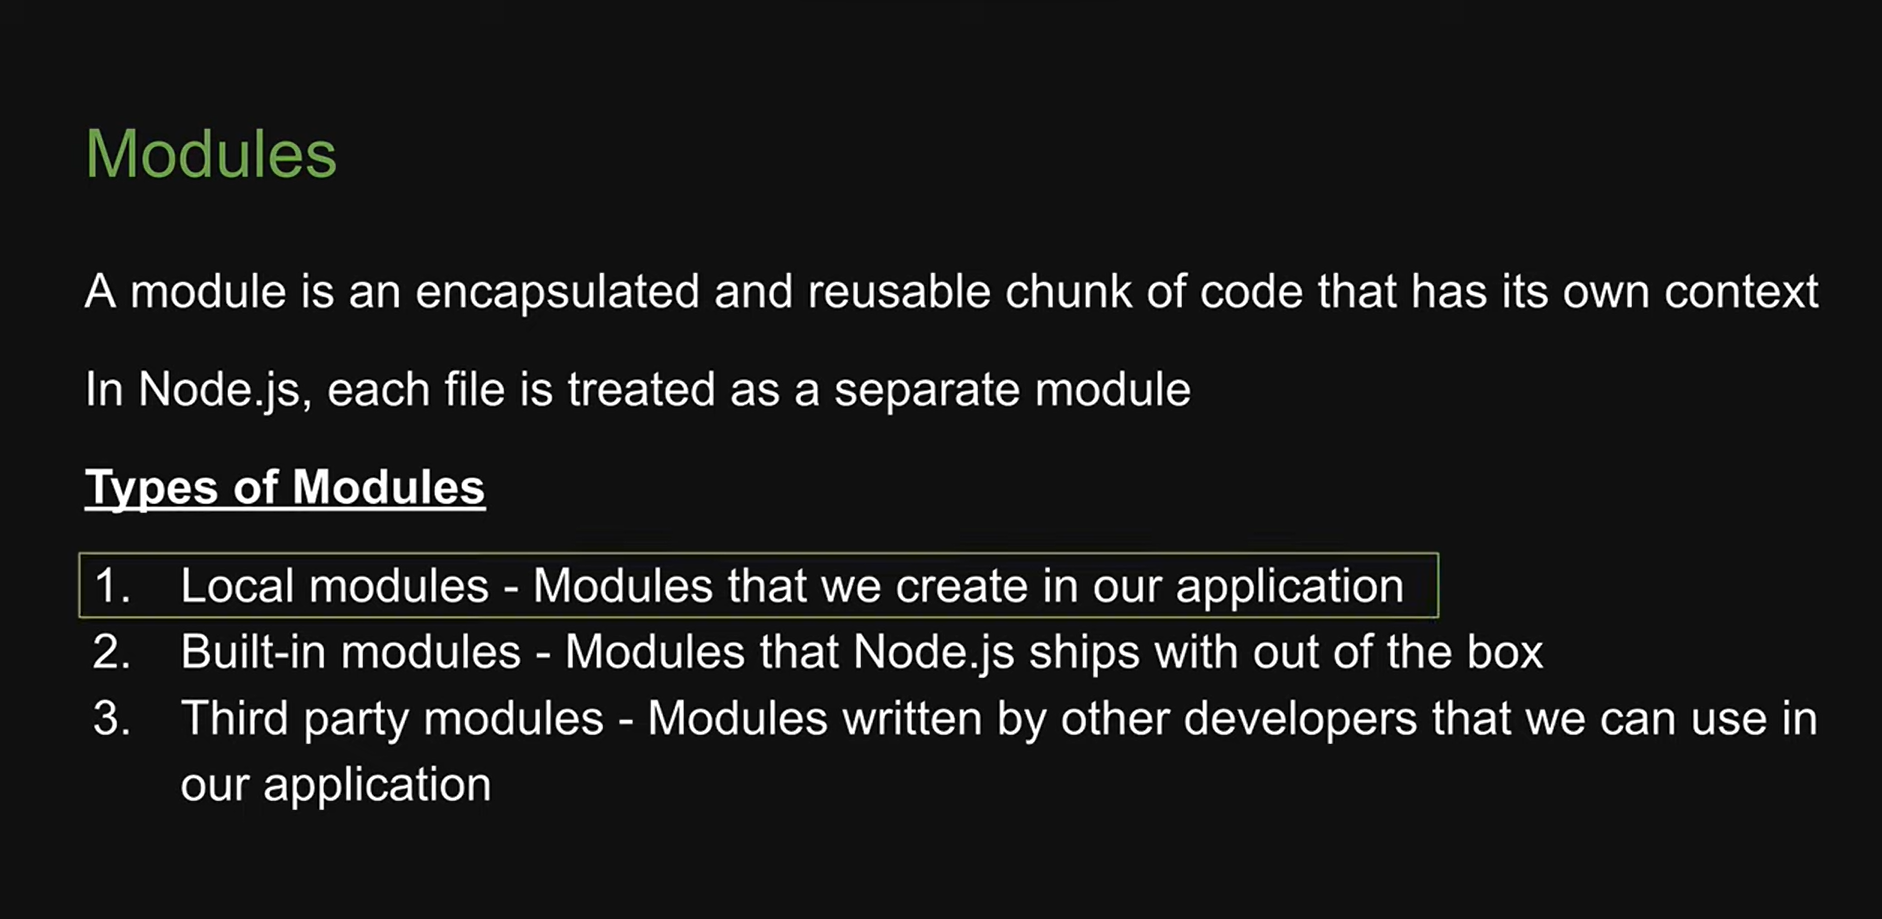 Modules
A module is an encapsulated and reusable chunk of code that has its own context
In Node.js, each file is treated as a separate module
Types of Modules
1. Local modules - Modules that we create in our application
2. Built-in modules - Modules that Node.js ships with out of the box
3. Third party modules - Modules written by other developers that we can use in
our application